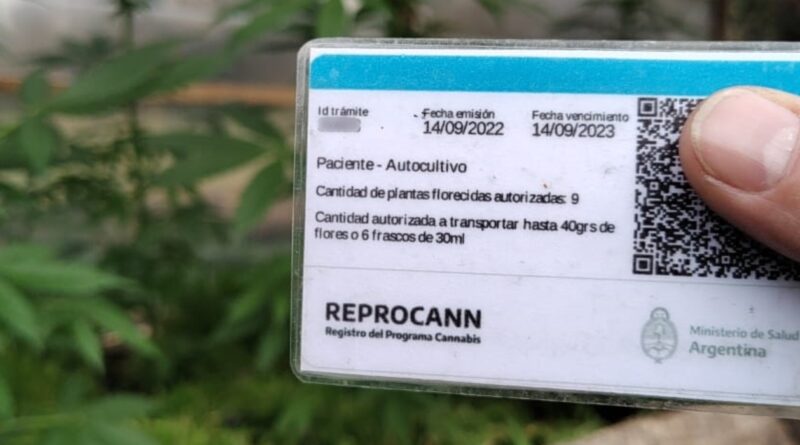 Id trámite
Fecha emisión
14/09/2022
Fecha vencimiento
14/09/2023
Paciente - Autocultivo
Cantidad de plantas florecidas autorizadas: 9
Cantidad autorizada a transportar hasta 40grs de
flores o 6 frascos de 30ml
REPROCANN
Registro del Programa Cannabis
Ministerio de Salud
Argentina